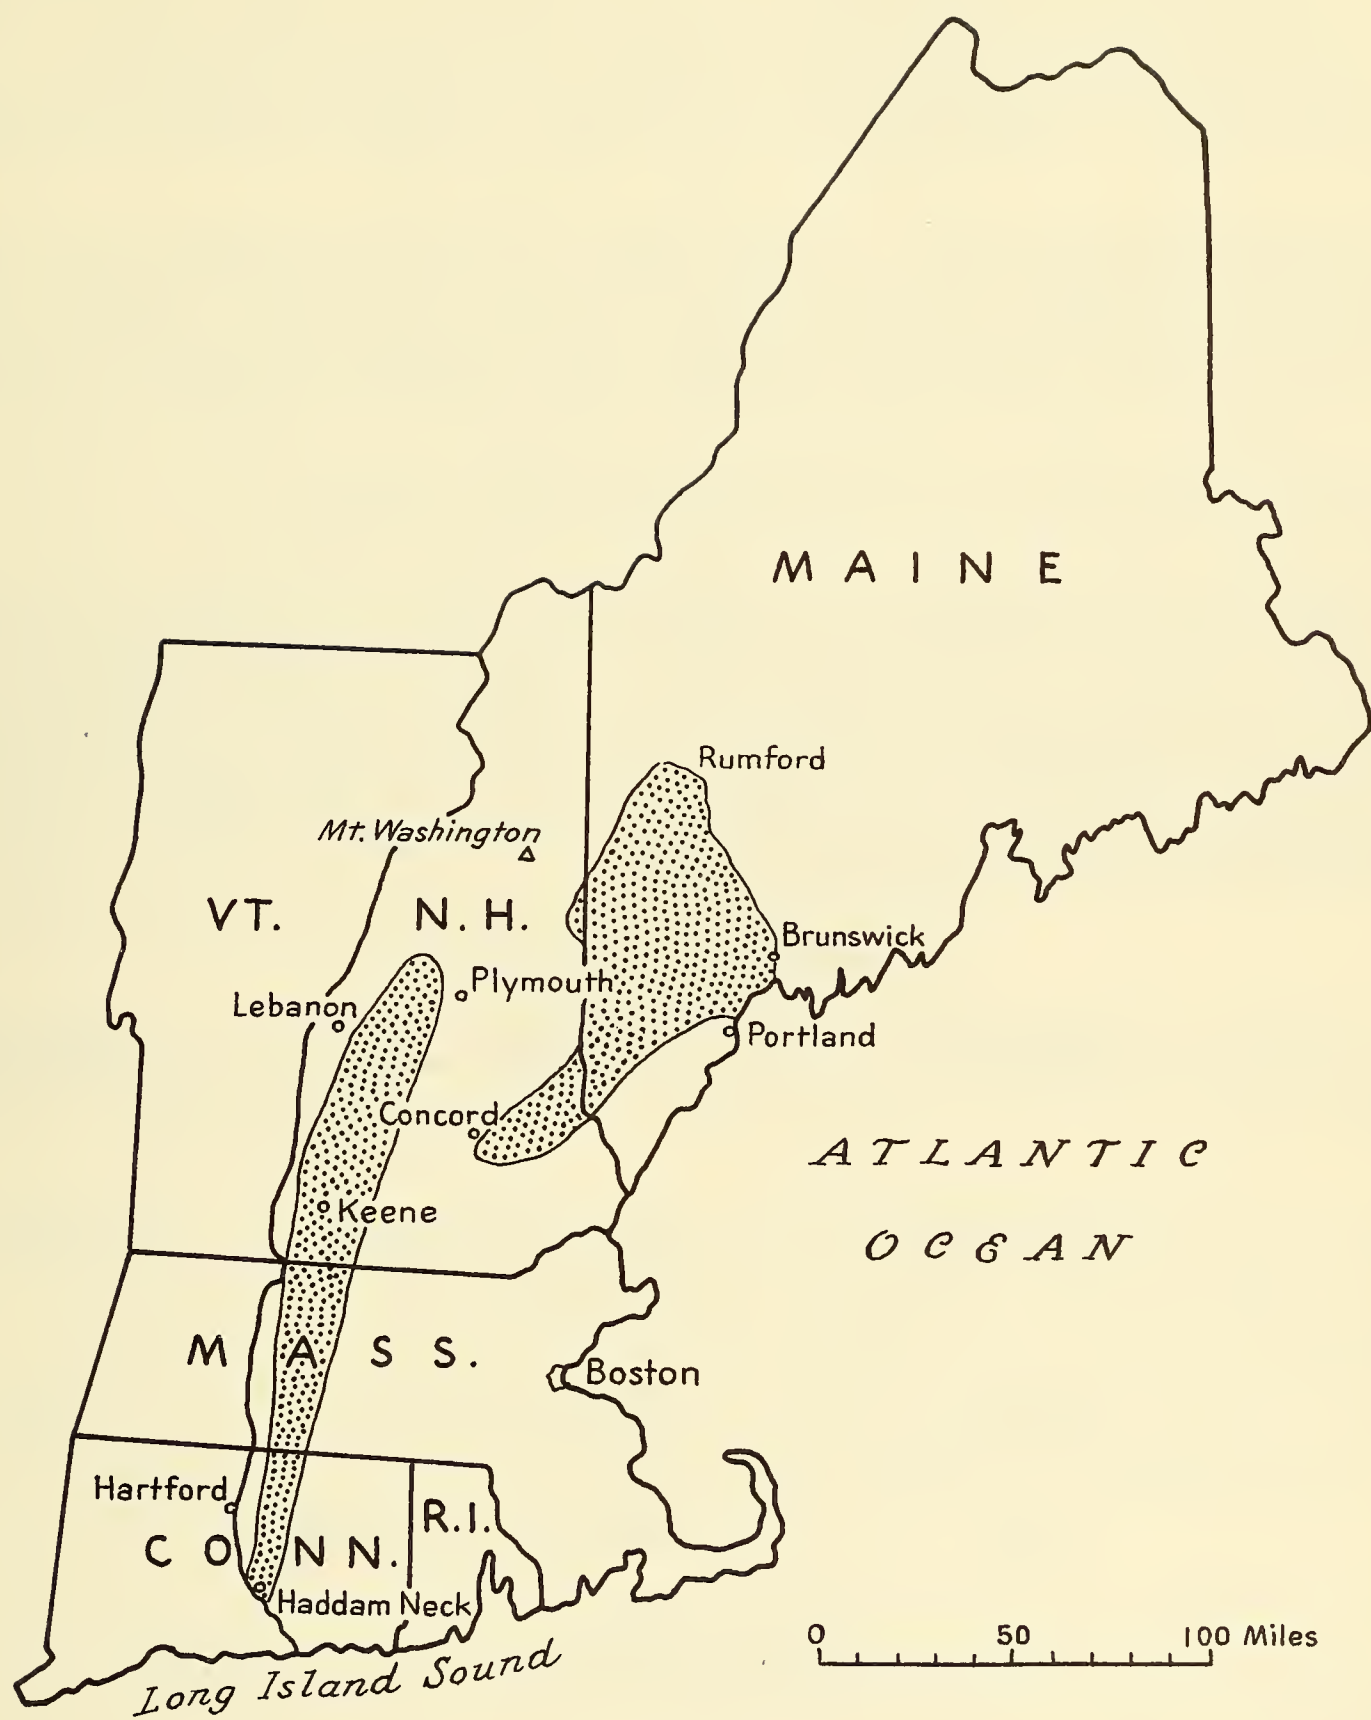 MAINE
Rumford
Mt. Washington
VT.
N.H.
Brunswick
Plymouth
Lebanon
Portland
Concord
ATLANTIC
OCEAN
Keene
MASS.
Boston
Hartford
R.I.
CONN.
Haddam Neck
0 50 100 Miles
Long Island Sound